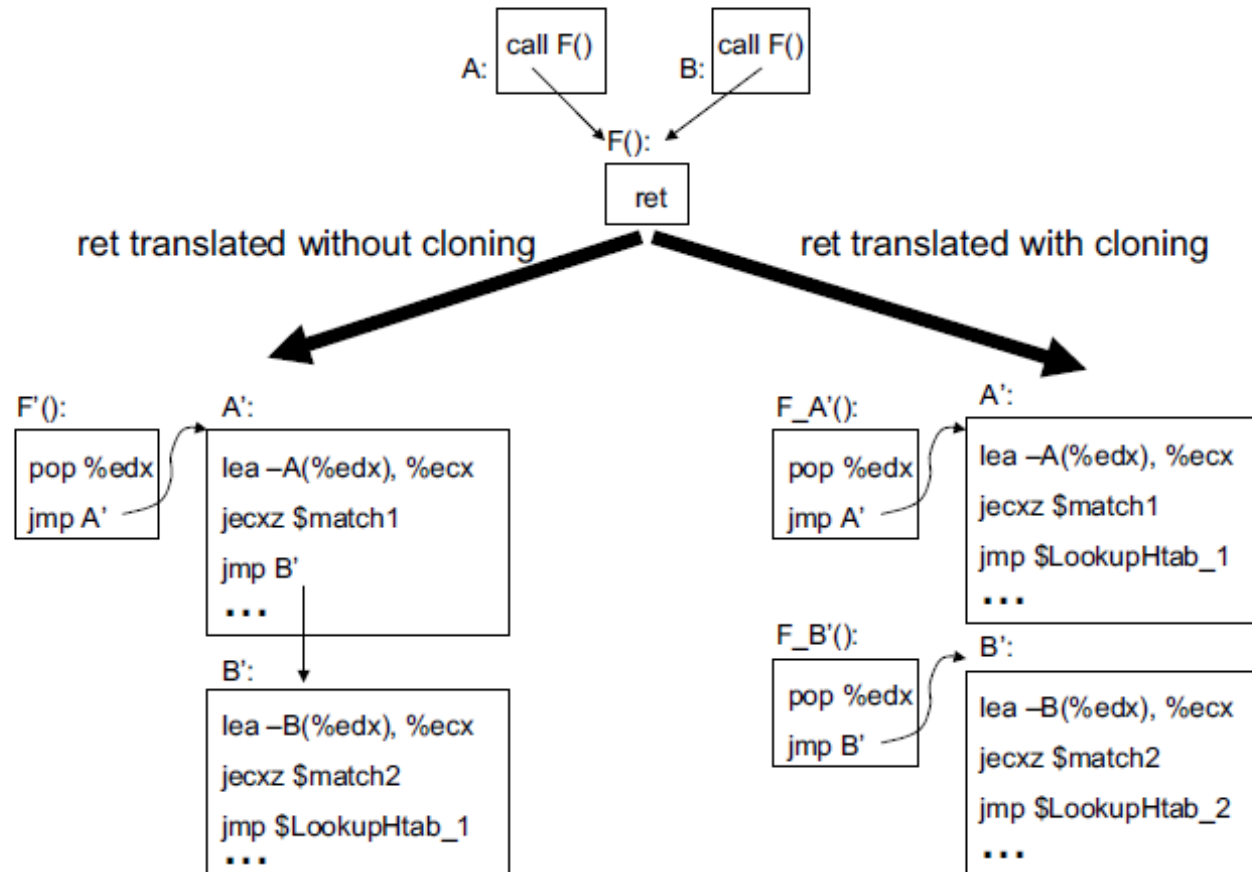 call F()
call F()
A:
B:
F():
ret
ret translated without cloning
ret translated with cloning
F'():
pop %edx
jmp A’
A’:
lea –A(%edx), %ecx
jecxz $match1
jmp B’
...
B’:
lea –B(%edx), %ecx
jecxz $match2
jmp $LookupHtab_1
...
F_A’():
pop %edx
jmp A’
A’:
lea –A(%edx), %ecx
jecxz $match1
jmp $LookupHtab_1
...
F_B’():
pop %edx
jmp B’
B’:
lea –B(%edx), %ecx
jecxz $match2
jmp $LookupHtab_2
...